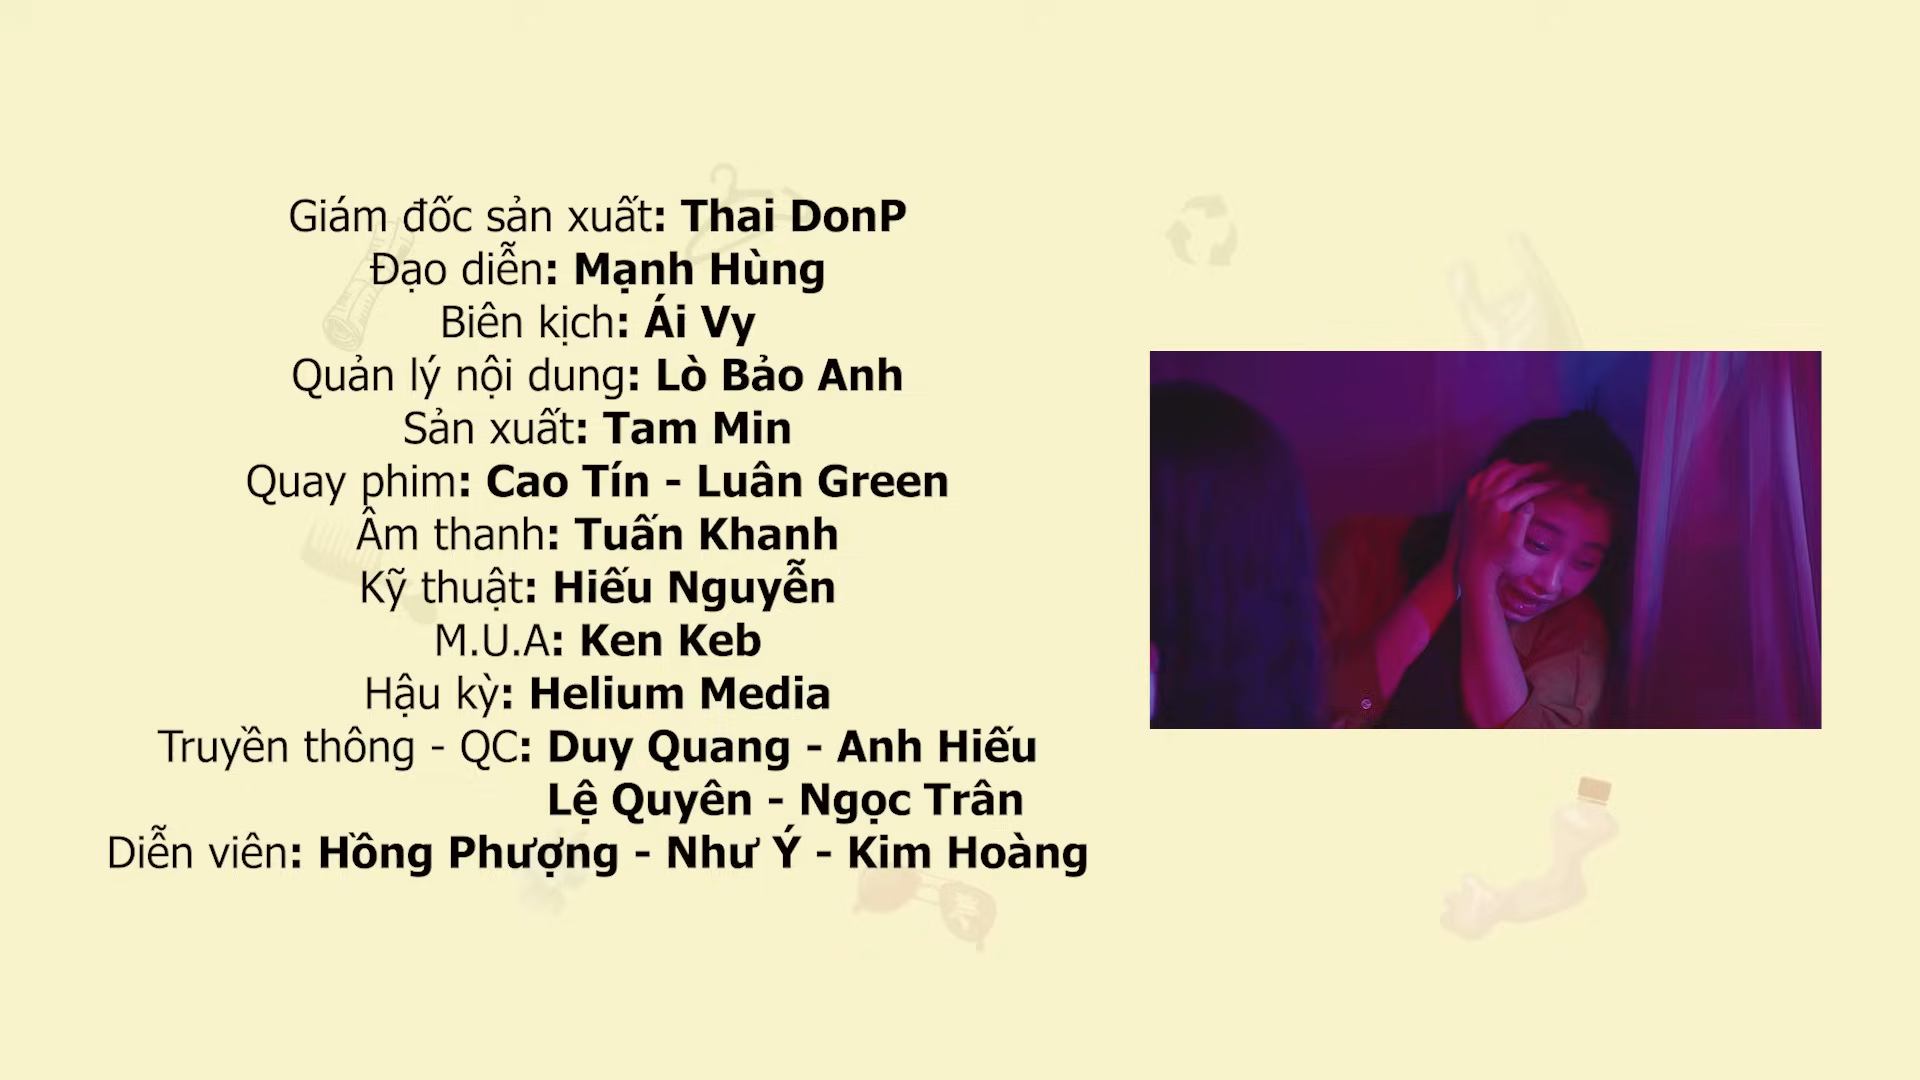 Giám đốc sản xuất: Thai DonP
Đạo diễn: Mạnh Hùng
Biên kịch: Ái Vy
Quản lý nội dung: Lò Bảo Anh
Sản xuất: Tam Min
Quay phim: Cao Tín - Luân Green
Âm thanh: Tuấn Khanh
Kỹ thuật: Hiếu Nguyễn
M.U.A: Ken Keb
Hậu kỳ: Helium Media
Truyền thông - QC: Duy Quang - Anh Hiếu
Lệ Quyên - Ngọc Trân
Diễn viên: Hồng Phượng - Như Ý - Kim Hoàng